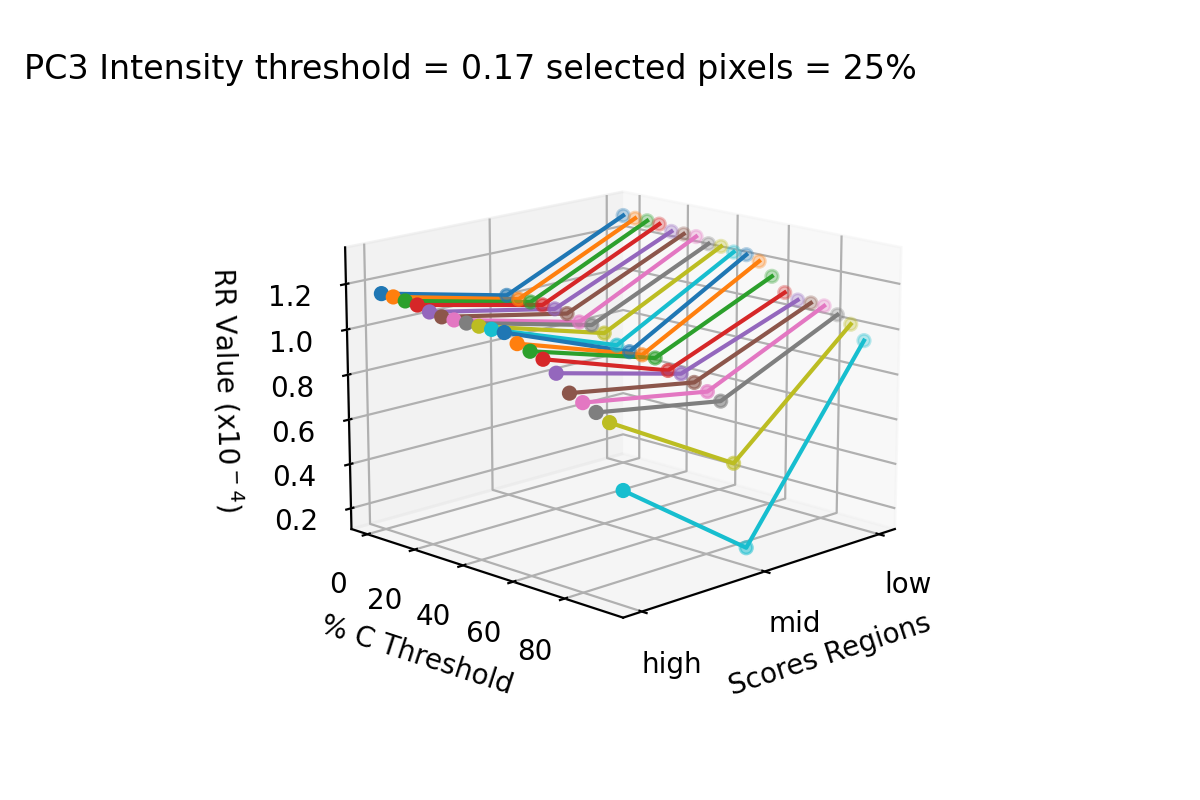 PC3 Intensity threshold = 0.17 selected pixels = 25%
RR Value (x10⁻⁴)
1.2
1.0
0.8
0.6
0.4
0.2
0
20
40
60
80
% C Threshold
high
mid
low
Scores Regions